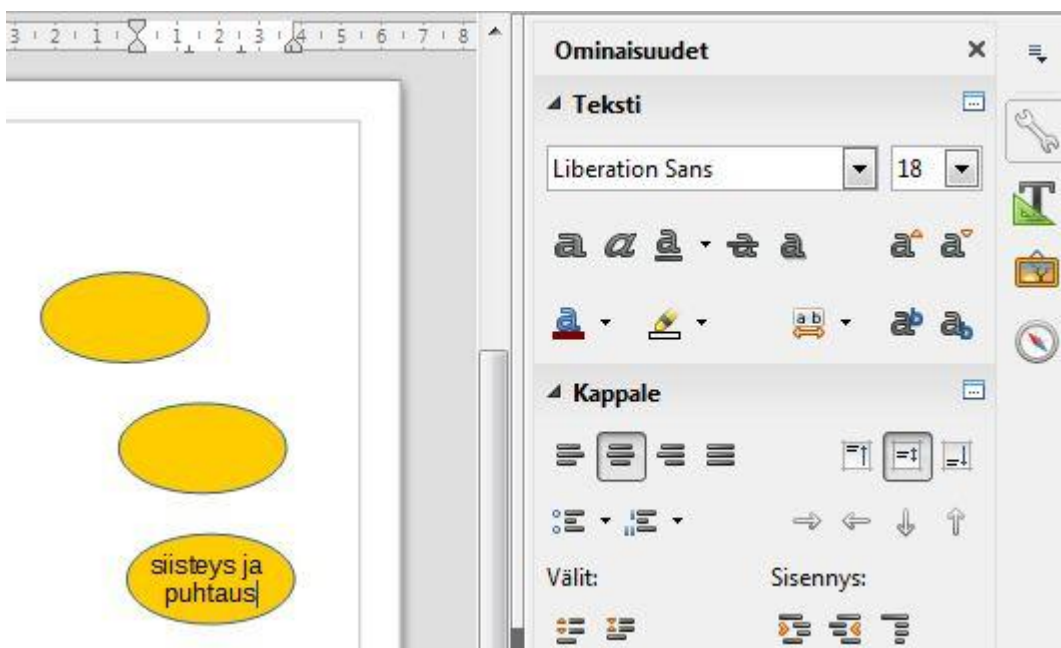 3 2 1 1 2 3 4 5 6 7 8
Ominaisuudet
Teksti
Liberation Sans 18
a a a a a a a
a a b a b a b
Kappale
siisteys ja
puhtaus
Välit: Sisennys: